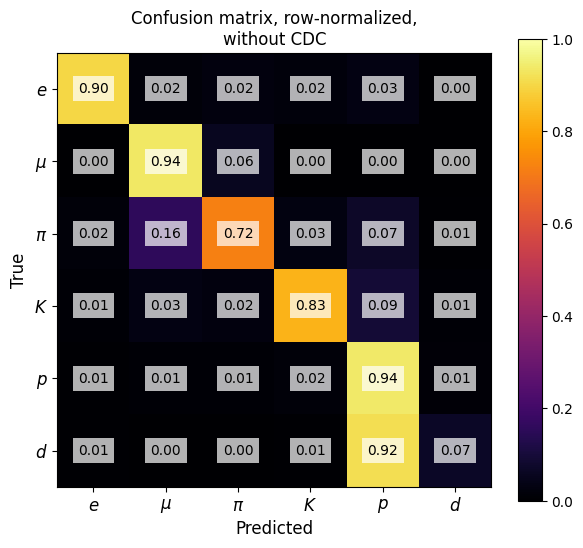 Confusion matrix, row-normalized,
without CDC
True
e 0.90 0.02 0.02 0.02 0.03 0.00
μ 0.00 0.94 0.06 0.00 0.00 0.00
π 0.02 0.16 0.72 0.03 0.07 0.01
K 0.01 0.03 0.02 0.83 0.09 0.01
p 0.01 0.01 0.01 0.02 0.94 0.01
d 0.01 0.00 0.00 0.01 0.92 0.07
e μ π K p d
Predicted
1.0
0.8
0.6
0.4
0.2
0.0